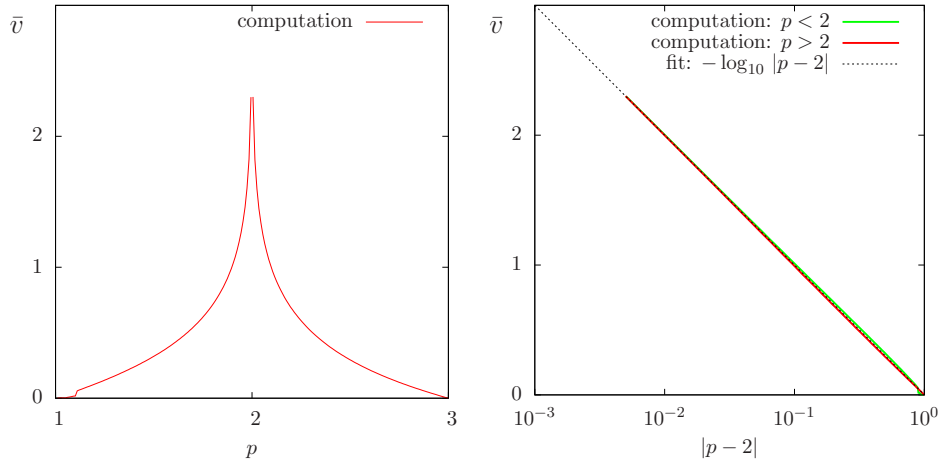 v̄
computation
2
1
0
1
2
3
p
v̄
computation: p < 2
computation: p > 2
fit: − log₁₀ |p − 2|
2
1
0
10⁻³
10⁻²
10⁻¹
10⁰
|p − 2|